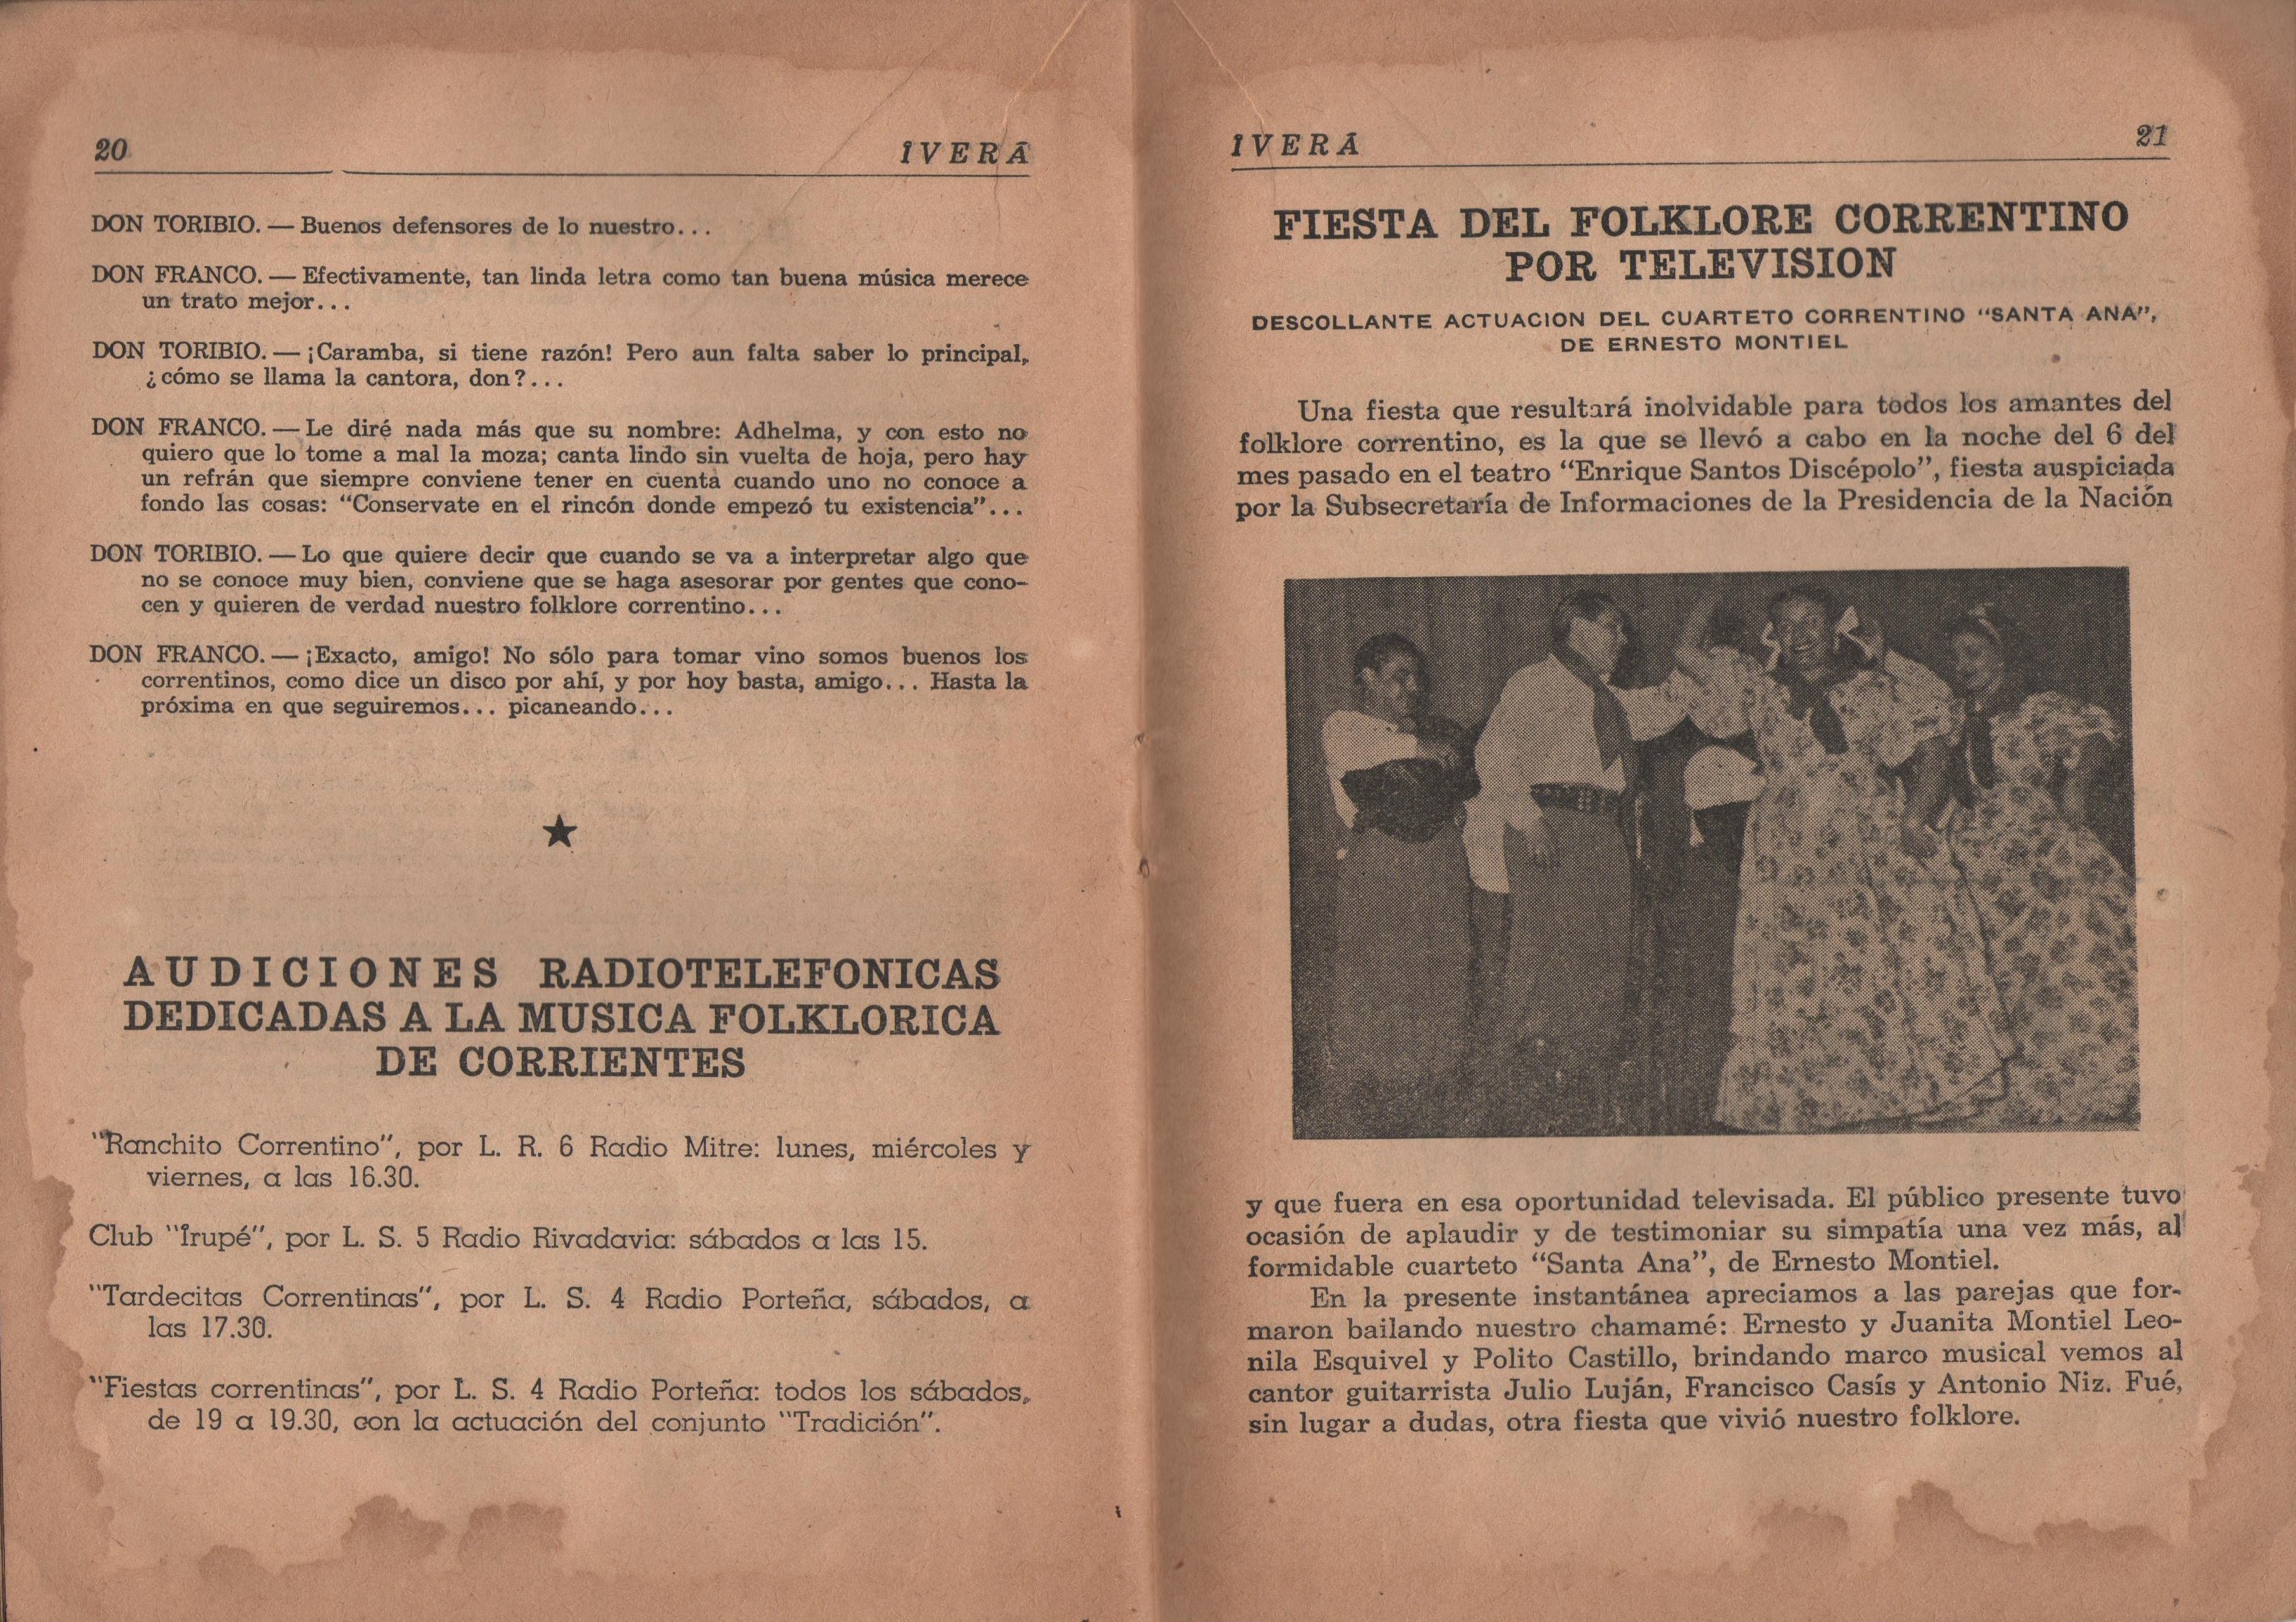 20 ÎVERÁ
DON TORIBIO. — Buenos defensores de lo nuestro...
DON FRANCO. — Efectivamente, tan linda letra como tan buena música merece
un trato mejor...
DON TORIBIO. — ¡Caramba, si tiene razón! Pero aun falta saber lo principal,
¿cómo se llama la cantora, don?...
DON FRANCO. — Le diré nada más que su nombre: Adhelma, y con esto no
quiero que lo tome a mal la moza; canta lindo sin vuelta de hoja, pero hay
un refrán que siempre conviene tener en cuenta cuando uno no conoce a
fondo las cosas: “Conservate en el rincón donde empezó tu existencia”...
DON TORIBIO. — Lo que quiere decir que cuando se va a interpretar algo que
no se conoce muy bien, conviene que se haga asesorar por gentes que cono-
cen y quieren de verdad nuestro folklore correntino...
DON FRANCO. — ¡Exacto, amigo! No sólo para tomar vino somos buenos los
correntinos, como dice un disco por ahí, y por hoy basta, amigo... Hasta la
próxima en que seguiremos... picaneando...
★
AUDICIONES RADIOTELEFONICAS
DEDICADAS A LA MUSICA FOLKLORICA
DE CORRIENTES
“Ranchito Correntino”, por L. R. 6 Radio Mitre: lunes, miércoles y
viernes, a las 16.30.
Club “Îrupé”, por L. S. 5 Radio Rivadavia: sábados a las 15.
“Tardecitas Correntinas”, por L. S. 4 Radio Porteña, sábados, a
las 17.30.
“Fiestas correntinas”, por L. S. 4 Radio Porteña: todos los sábados,
de 19 a 19.30, con la actuación del conjunto “Tradición”.
ÎVERÁ 21
FIESTA DEL FOLKLORE CORRENTINO
POR TELEVISION
DESCOLLANTE ACTUACION DEL CUARTETO CORRENTINO “SANTA ANA”,
DE ERNESTO MONTIEL
Una fiesta que resultará inolvidable para todos los amantes del
folklore correntino, es la que se llevó a cabo en la noche del 6 del
mes pasado en el teatro “Enrique Santos Discépolo”, fiesta auspiciada
por la Subsecretaría de Informaciones de la Presidencia de la Nación
y que fuera en esa oportunidad televisada. El público presente tuvo
ocasión de aplaudir y de testimoniar su simpatía una vez más, al
formidable cuarteto “Santa Ana”, de Ernesto Montiel.
En la presente instantánea apreciamos a las parejas que for-
maron bailando nuestro chamamé: Ernesto y Juanita Montiel Leo-
nila Esquivel y Polito Castillo, brindando marco musical vemos al
cantor guitarrista Julio Luján, Francisco Casís y Antonio Niz. Fué,
sin lugar a dudas, otra fiesta que vivió nuestro folklore.